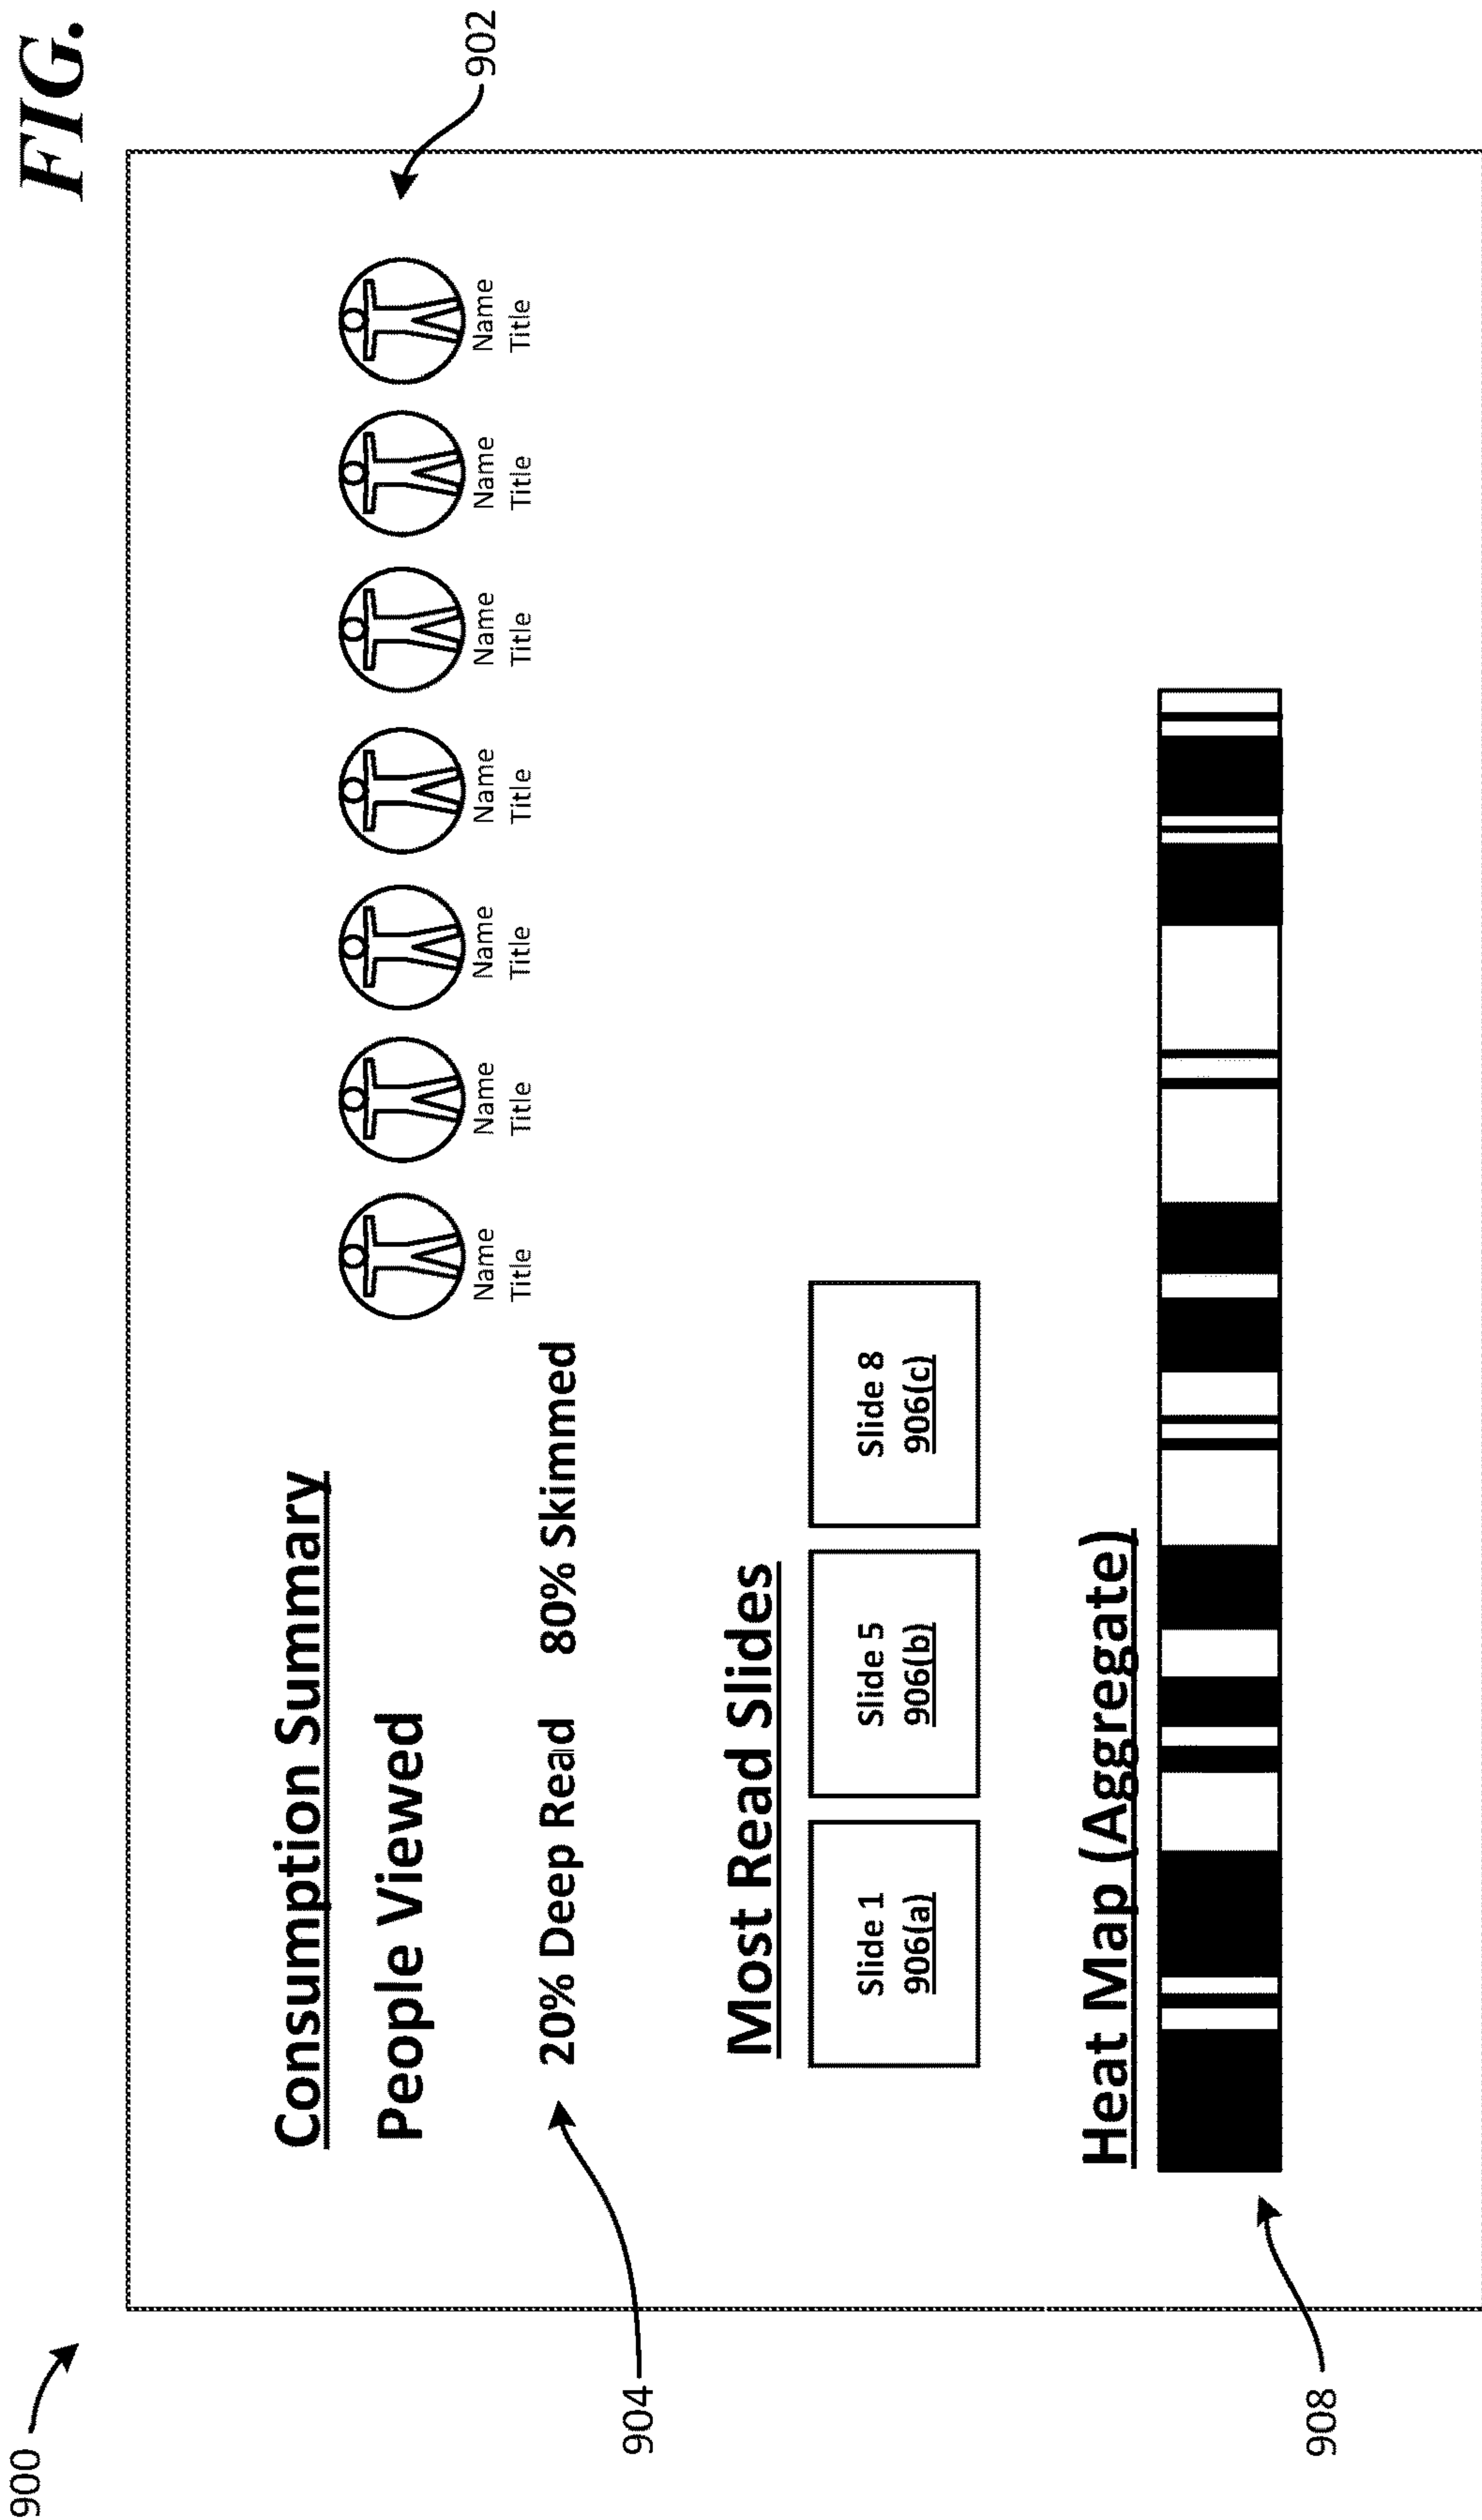 900
FIG.
Consumption Summary
People Viewed
902
Name Name Name Name Name Name Name
Title Title Title Title Title Title Title
904
20% Deep Read 80% Skimmed
Most Read Slides
Slide 1 Slide 5 Slide 8
906(a) 906(b) 906(c)
Heat Map (Aggregate)
908